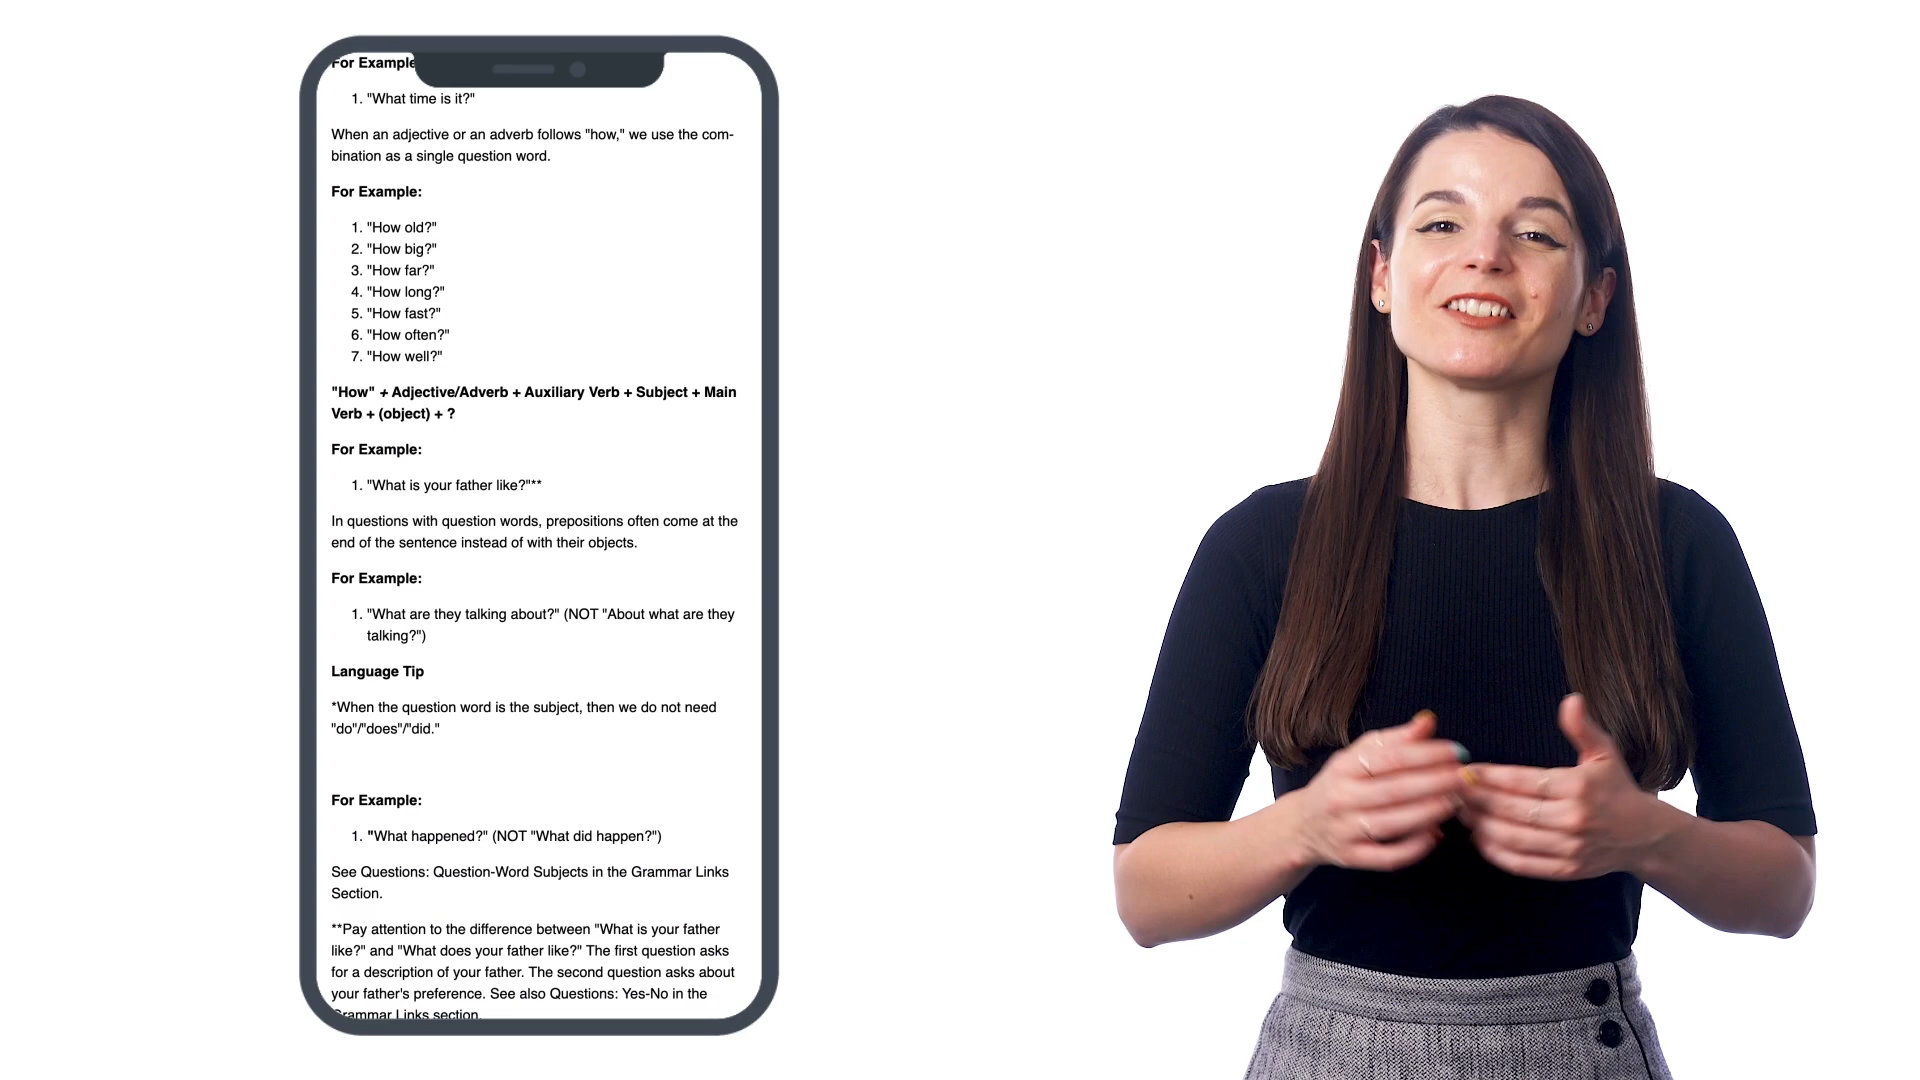 For Example
1. "What time is it?"
When an adjective or an adverb follows "how," we use the com-
bination as a single question word.
For Example:
1. "How old?"
2. "How big?"
3. "How far?"
4. "How long?"
5. "How fast?"
6. "How often?"
7. "How well?"
"How" + Adjective/Adverb + Auxiliary Verb + Subject + Main
Verb + (object) + ?
For Example:
1. "What is your father like?"**
In questions with question words, prepositions often come at the
end of the sentence instead of with their objects.
For Example:
1. "What are they talking about?" (NOT "About what are they
talking?")
Language Tip
*When the question word is the subject, then we do not need
"do"/"does"/"did."
For Example:
1. "What happened?" (NOT "What did happen?")
See Questions: Question-Word Subjects in the Grammar Links
Section.
**Pay attention to the difference between "What is your father
like?" and "What does your father like?" The first question asks
for a description of your father. The second question asks about
your father's preference. See also Questions: Yes-No in the
Grammar Links section.